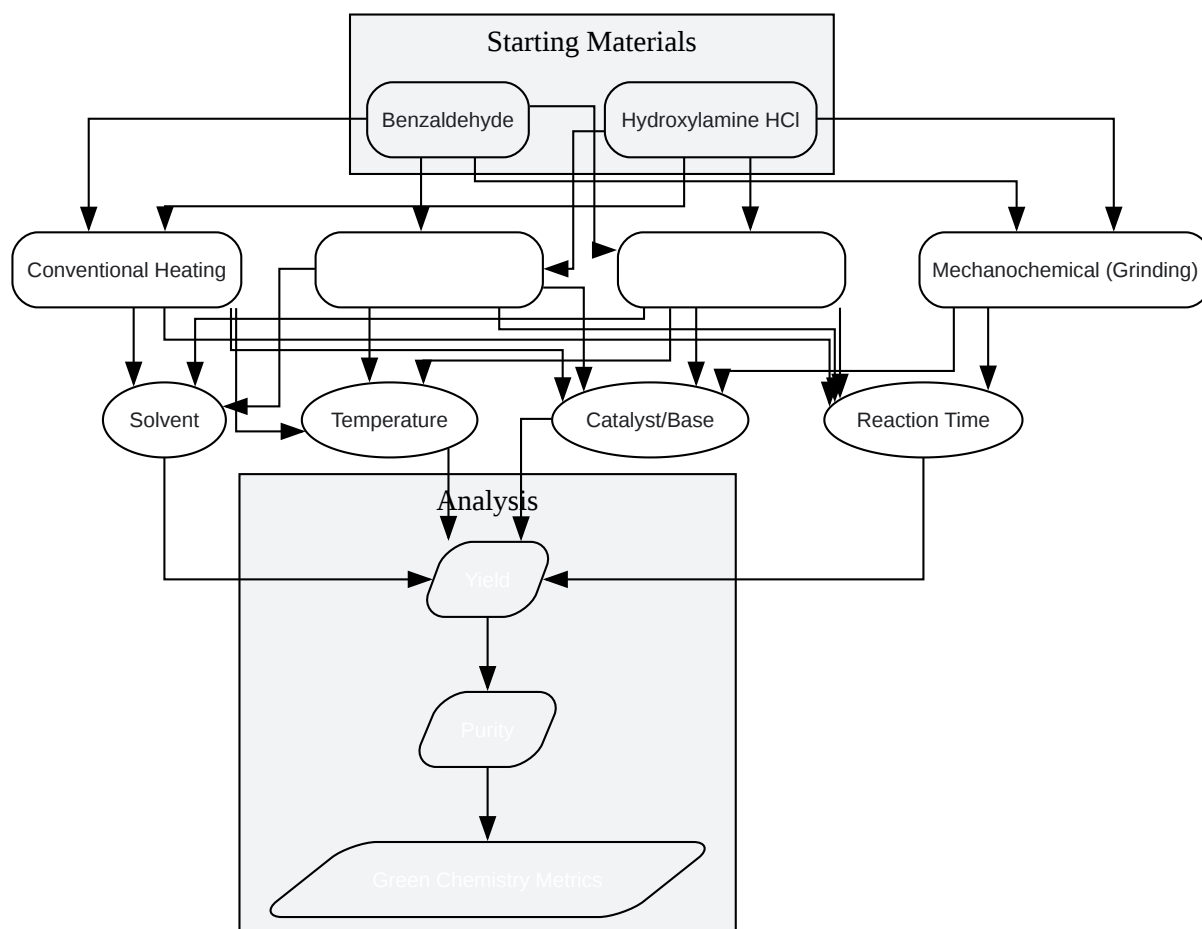 Starting Materials
Benzaldehyde
Hydroxylamine HCl
Conventional Heating
Mechanochemical (Grinding)
Solvent
Temperature
Catalyst/Base
Reaction Time
Analysis
Yield
Purity
Green Chemistry Metrics